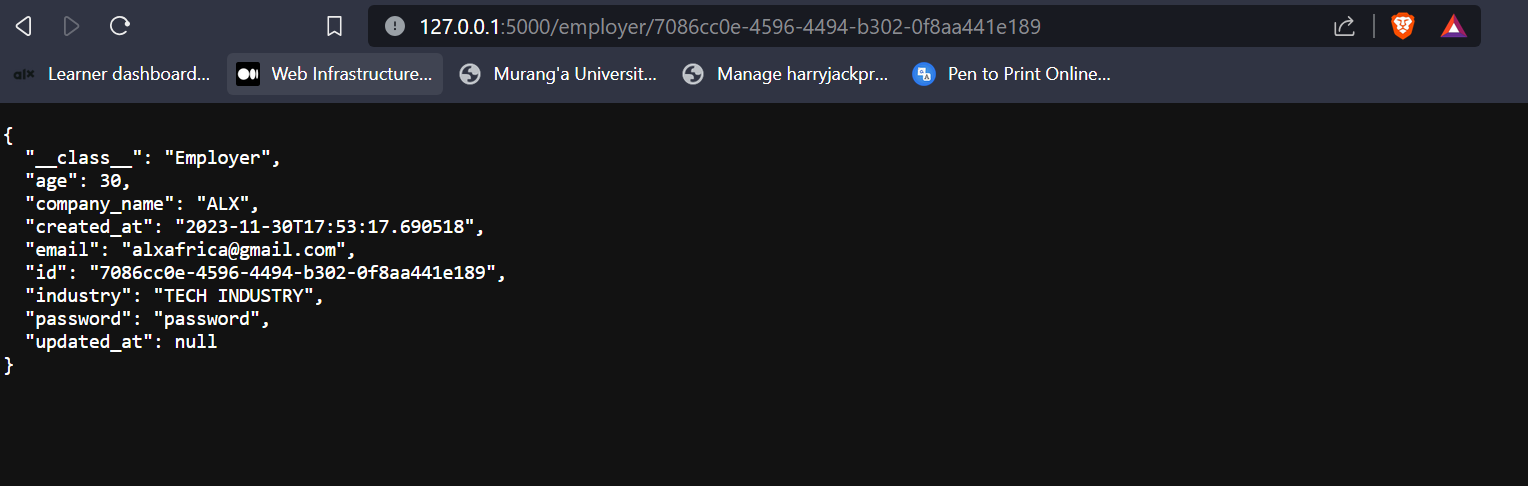 127.0.0.1:5000/employer/7086cc0e-4596-4494-b302-0f8aa441e189
alx Learner dashboard... Web Infrastructure... Murang'a Universit... Manage harryjackpr... Pen to Print Online...
{
  "__class__": "Employer",
  "age": 30,
  "company_name": "ALX",
  "created_at": "2023-11-30T17:53:17.690518",
  "email": "alxafrica@gmail.com",
  "id": "7086cc0e-4596-4494-b302-0f8aa441e189",
  "industry": "TECH INDUSTRY",
  "password": "password",
  "updated_at": null
}